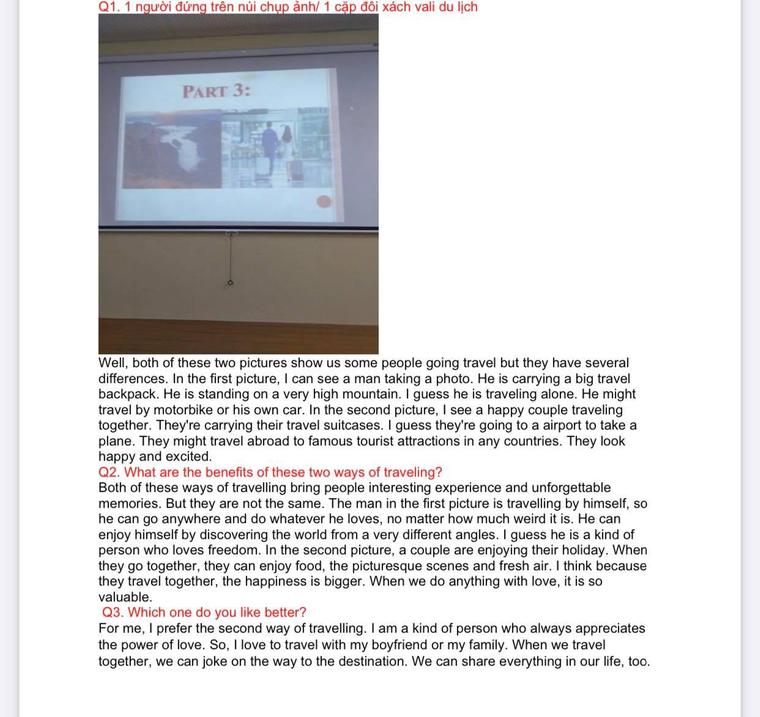 Q1. 1 người đứng trên núi chụp ảnh/ 1 cặp đôi xách vali du lịch
PART 3:
Well, both of these two pictures show us some people going travel but they have several
differences. In the first picture, I can see a man taking a photo. He is carrying a big travel
backpack. He is standing on a very high mountain. I guess he is traveling alone. He might
travel by motorbike or his own car. In the second picture, I see a happy couple traveling
together. They're carrying their travel suitcases. I guess they're going to a airport to take a
plane. They might travel abroad to famous tourist attractions in any countries. They look
happy and excited.
Q2. What are the benefits of these two ways of traveling?
Both of these ways of travelling bring people interesting experience and unforgettable
memories. But they are not the same. The man in the first picture is travelling by himself, so
he can go anywhere and do whatever he loves, no matter how much weird it is. He can
enjoy himself by discovering the world from a very different angles. I guess he is a kind of
person who loves freedom. In the second picture, a couple are enjoying their holiday. When
they go together, they can enjoy food, the picturesque scenes and fresh air. I think because
they travel together, the happiness is bigger. When we do anything with love, it is so
valuable.
Q3. Which one do you like better?
For me, I prefer the second way of travelling. I am a kind of person who always appreciates
the power of love. So, I love to travel with my boyfriend or my family. When we travel
together, we can joke on the way to the destination. We can share everything in our life, too.